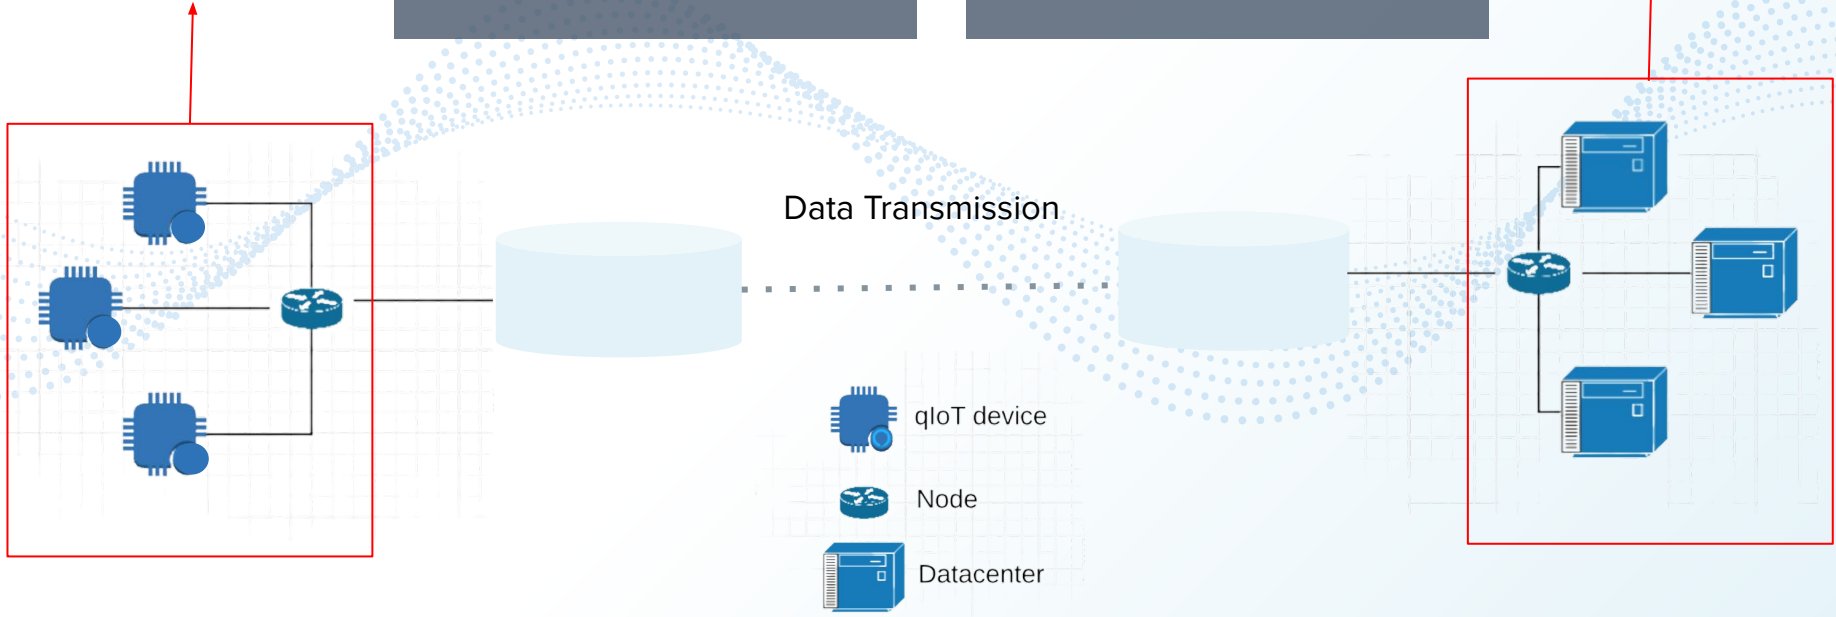 Data Transmission
qIoT device
Node
Datacenter